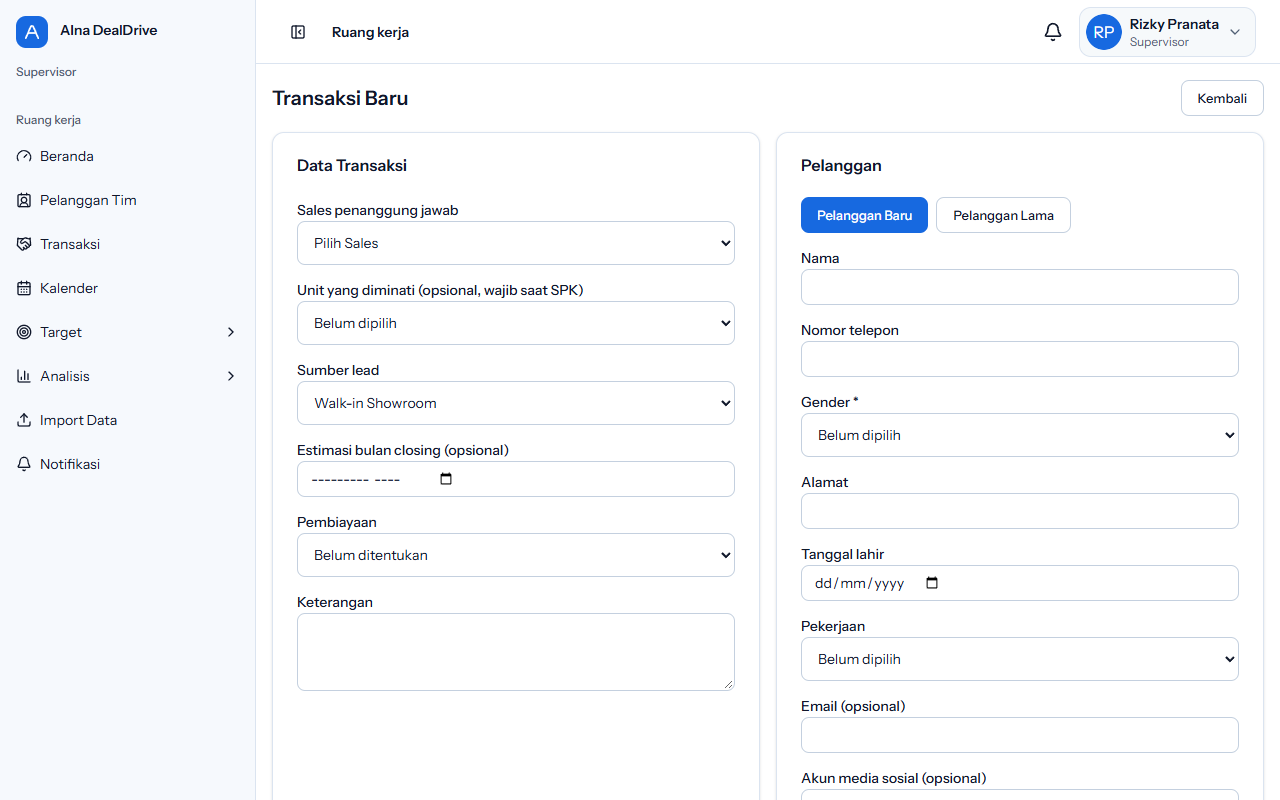 A
AIna DealDrive
Supervisor
Ruang kerja
Beranda
Pelanggan Tim
Transaksi
Kalender
Target
Analisis
Import Data
Notifikasi
Ruang kerja
RP
Rizky Pranata
Supervisor
Transaksi Baru
Kembali
Data Transaksi
Sales penanggung jawab
Pilih Sales
Unit yang diminati (opsional, wajib saat SPK)
Belum dipilih
Sumber lead
Walk-in Showroom
Estimasi bulan closing (opsional)
--------- ----
Pembiayaan
Belum ditentukan
Keterangan
Pelanggan
Pelanggan Baru
Pelanggan Lama
Nama
Nomor telepon
Gender *
Belum dipilih
Alamat
Tanggal lahir
dd/mm/yyyy
Pekerjaan
Belum dipilih
Email (opsional)
Akun media sosial (opsional)